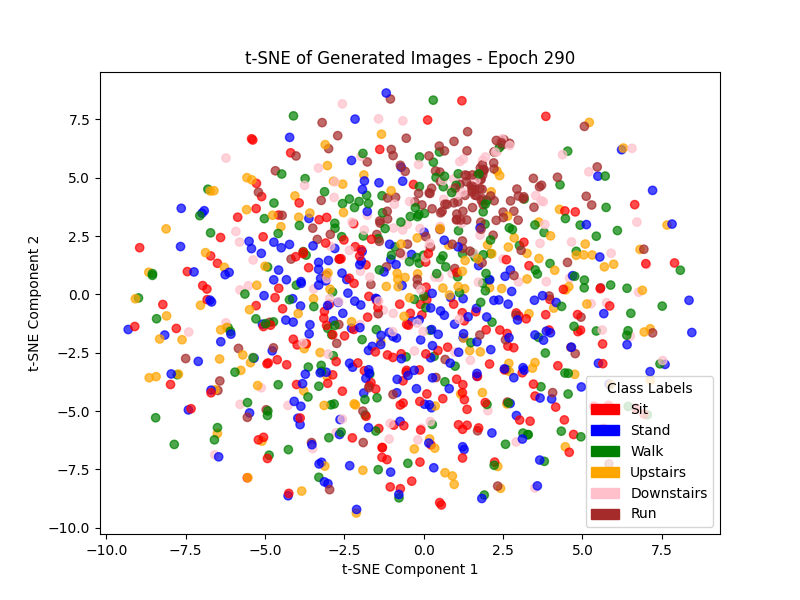 t-SNE of Generated Images - Epoch 290
t-SNE Component 2
7.5
5.0
2.5
0.0
−2.5
−5.0
−7.5
−10.0
Class Labels
Sit
Stand
Walk
Upstairs
Downstairs
Run
−10.0 −7.5 −5.0 −2.5 0.0 2.5 5.0 7.5
t-SNE Component 1